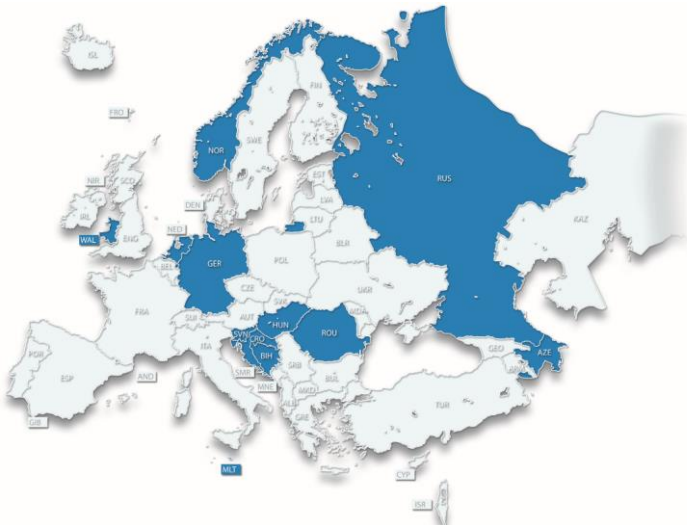 ISL
FRO
NOR
SWE
FIN
RUS
EST
LVA
LTU
DEN
NIR
SCO
IRL
WAL
ENG
NED
BEL
GER
POL
BLR
KAZ
CZE
UKR
FRA
SUI
AUT
HUN
ROU
SVN
CRO
BIH
ITA
SRB
BUL
MKD
ALB
GRE
TUR
GEO
AZE
POR
ESP
AND
SMR
MNE
GIB
MLT
CYP
ISR